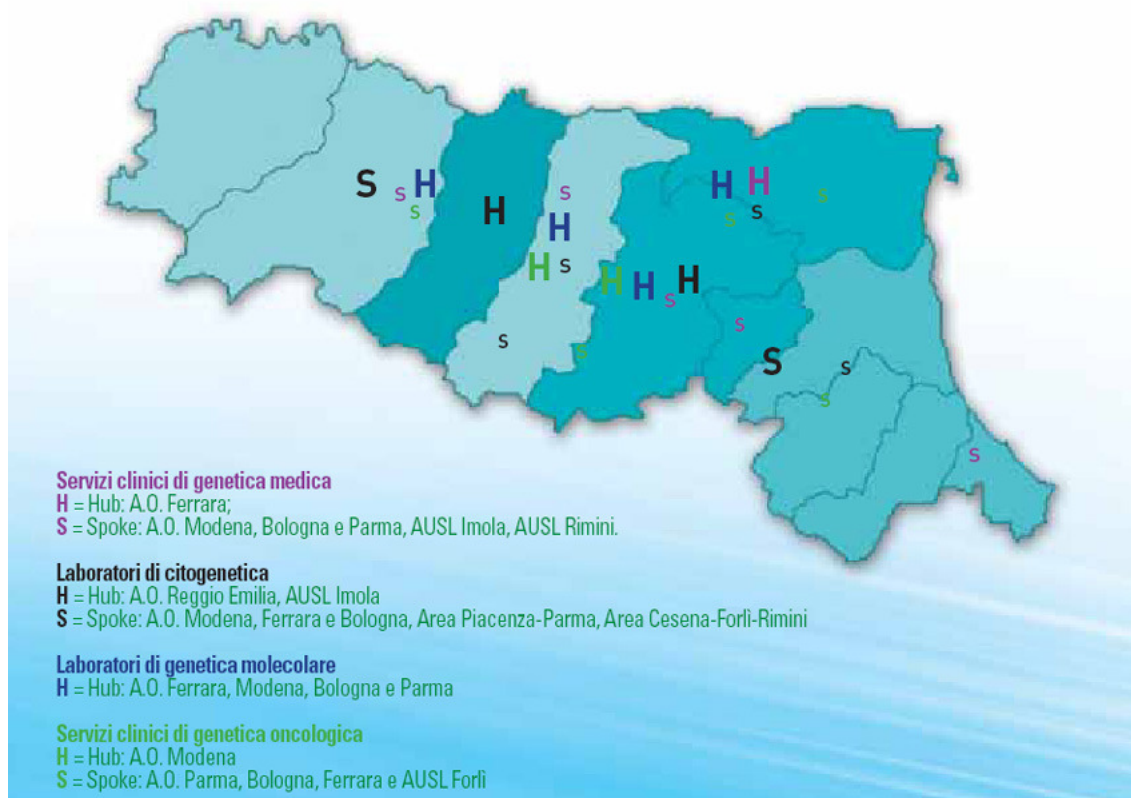 S
S
H
S
H
S
H
H
S
H
S
H
S
S
S
H
H
S
H
S
S
S
S
S
S
S
S
Servizi clinici di genetica medica
H = Hub: A.O. Ferrara;
S = Spoke: A.O. Modena, Bologna e Parma, AUSL Imola, AUSL Rimini.
Laboratori di citogenetica
H = Hub: A.O. Reggio Emilia, AUSL Imola
S = Spoke: A.O. Modena, Ferrara e Bologna, Area Piacenza-Parma, Area Cesena-Forlì-Rimini
Laboratori di genetica molecolare
H = Hub: A.O. Ferrara, Modena, Bologna e Parma
Servizi clinici di genetica oncologica
H = Hub: A.O. Modena
S = Spoke: A.O. Parma, Bologna, Ferrara e AUSL Forlì